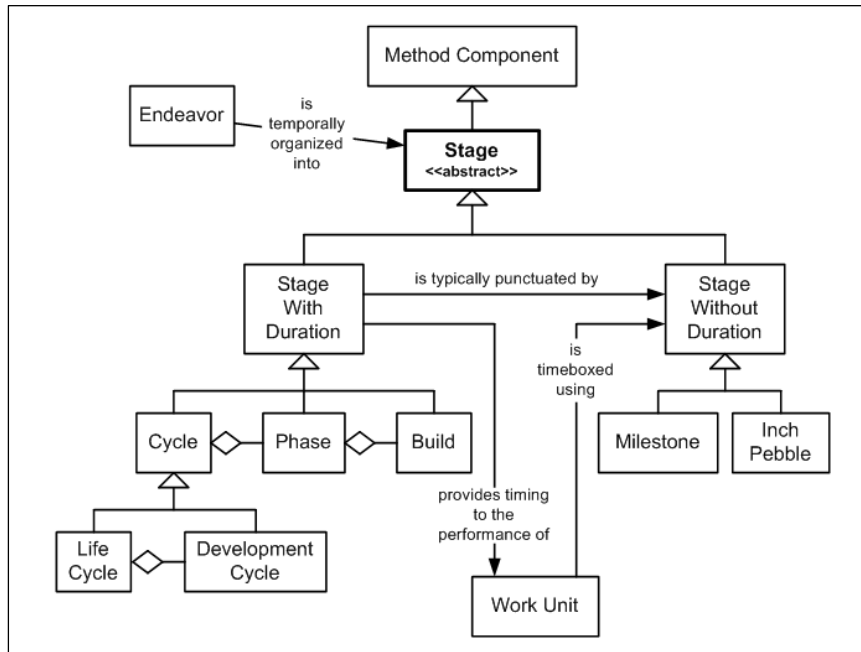 Method Component
Endeavor
is
temporally
organized
into
Stage
<<abstract>>
Stage
With
Duration
is typically punctuated by
Stage
Without
Duration
is
timeboxed
using
Cycle
Phase
Build
Milestone
Inch
Pebble
provides timing
to the
performance of
Life
Cycle
Development
Cycle
Work Unit